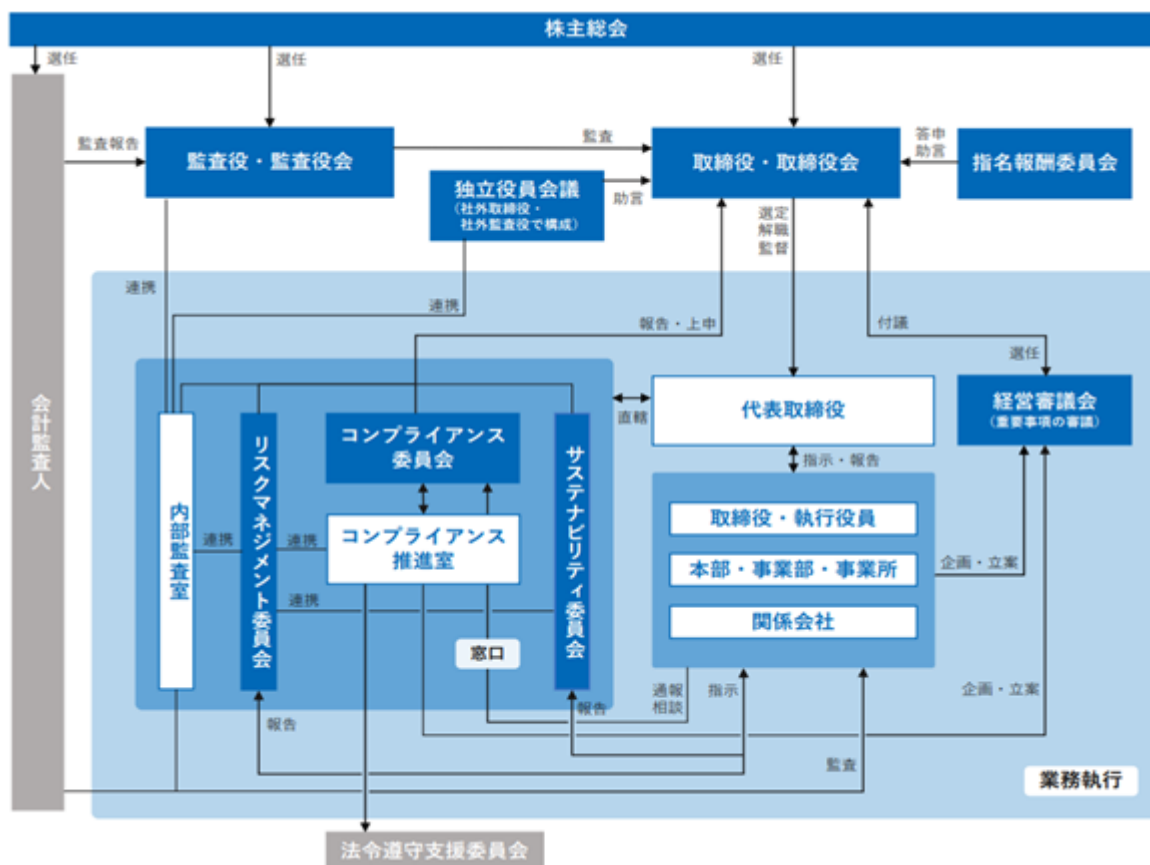 株主総会
選任
選任
選任
監査報告
監査役・監査役会
監査
取締役・取締役会
答申
助言
指名報酬委員会
独立役員会議
(社外取締役・
社外監査役で構成)
助言
選定
解職
監督
連携
連携
報告・上申
付議
選任
会計監査人
直轄
代表取締役
経営審議会
(重要事項の審議)
指示・報告
内部監査室
リスクマネジメント委員会
コンプライアンス
委員会
サステナビリティ委員会
連携
連携
コンプライアンス
推進室
連携
窓口
取締役・執行役員
本部・事業部・事業所
関係会社
企画・立案
通報
相談
指示
企画・立案
報告
報告
監査
業務執行
法令遵守支援委員会